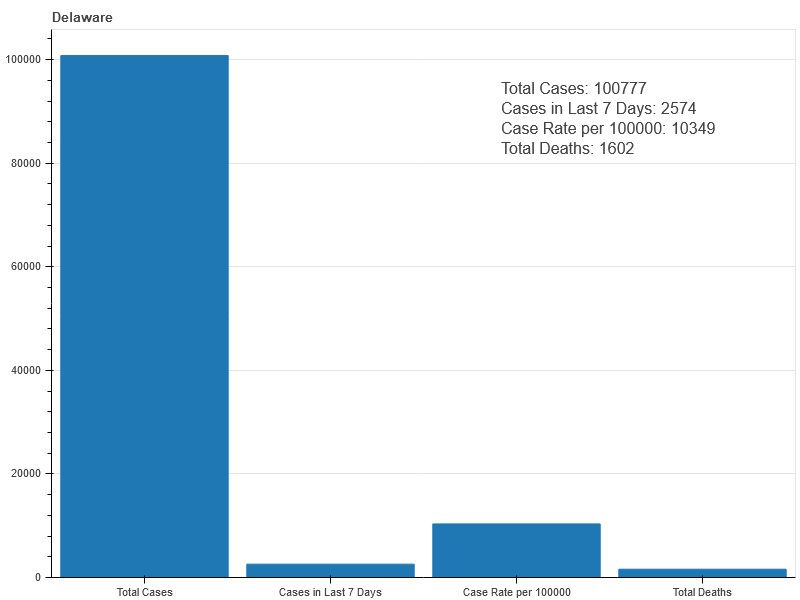 Delaware
100000
80000
60000
40000
20000
0
Total Cases: 100777
Cases in Last 7 Days: 2574
Case Rate per 100000: 10349
Total Deaths: 1602
Total Cases
Cases in Last 7 Days
Case Rate per 100000
Total Deaths